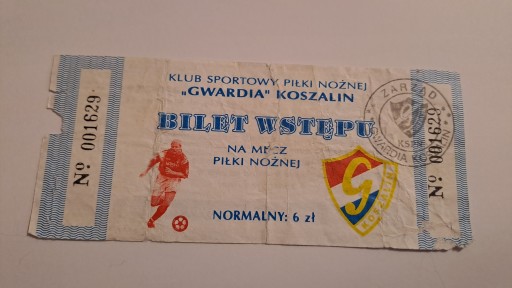 KLUB SPORTOWY PIŁKI NOŻNEJ
„GWARDIA" KOSZALIN
BILET WSTĘPU
NA MECZ
PIŁKI NOŻNEJ
NORMALNY: 6 zł
Nº 001629
Nº 001629
ZARZĄD
GWARDIA KOSZALIN
G
KOSZALIN